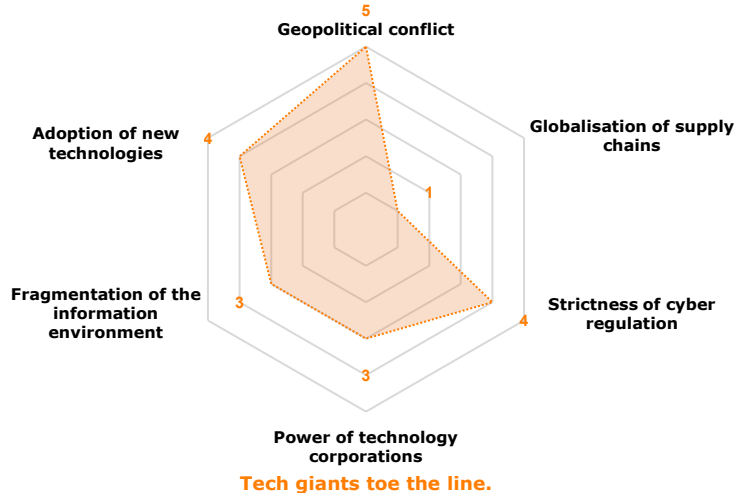 5
Geopolitical conflict
4
Adoption of new
technologies
Globalisation of supply
chains
1
Fragmentation of the
information
environment
3
Strictness of cyber
regulation
4
3
Power of technology
corporations
Tech giants toe the line.